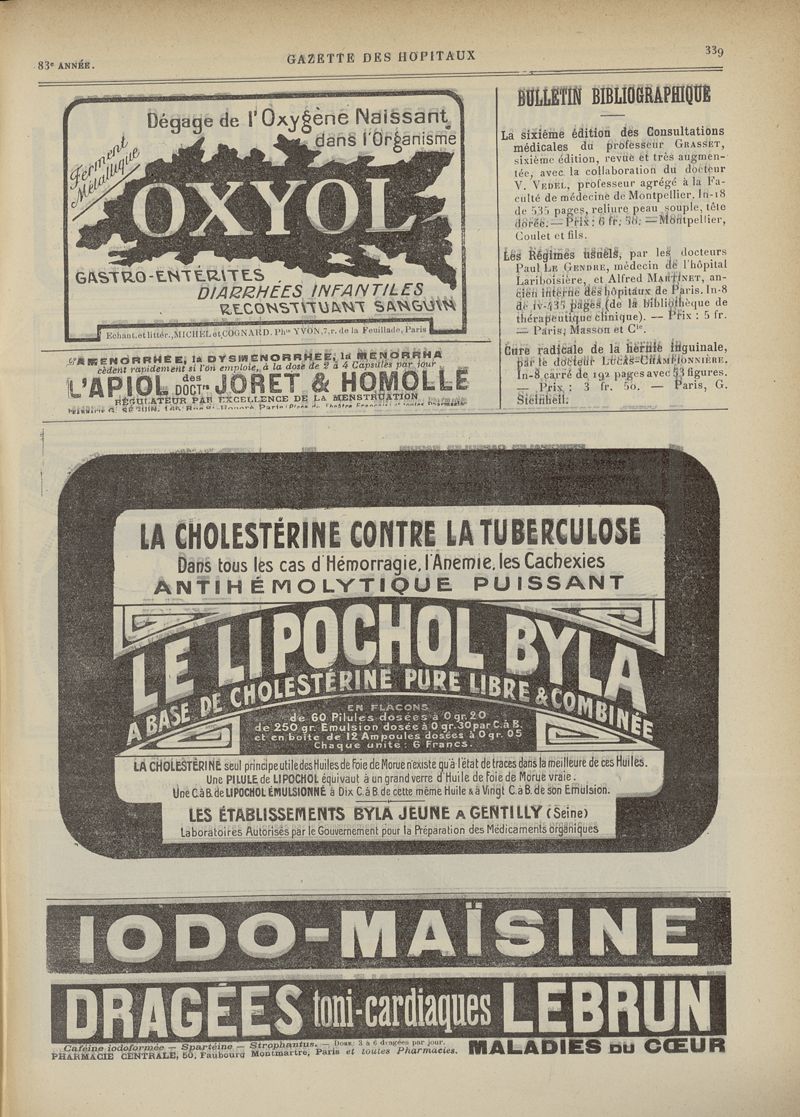 83e ANNÉE.
GAZETTE DES HÔPITAUX
339
Dégage de l'Oxygène Naissant
dans l'Organisme
Ferment
Métallique
OXYOL
GASTRO-ENTÉRITES
DIARRHÉES INFANTILES
RECONSTITUANT SANGUIN
Echant. et littér., MICHEL et COGNARD. Phie YVON, 7, r. de la Feuillade, Paris
L'AMENORRHÉE, la DYSMENORRHÉE, la MENORRHA
cèdent rapidement si l'on emploie, à la dose de 2 à 4 Capsules par jour
L'APIOL des DOCTrs JORET & HOMOLLE
RÉGULATEUR PAR EXCELLENCE DE LA MENSTRUATION
BULLETIN BIBLIOGRAPHIQUE
La sixième édition des Consultations
médicales du professeur GRASSET,
sixième édition, revue et très augmen-
tée, avec la collaboration du docteur
V. VEDEL, professeur agrégé à la Fa-
culté de médecine de Montpellier. In-18
de 535 pages, reliure peau souple, tête
dorée. — Prix : 6 fr. 50. — Montpellier,
Coulet et fils.
Les Régimes usuels, par les docteurs
Paul LE GENDRE, médecin de l'hôpital
Lariboisière, et Alfred MARTINET, an-
cien interne des hôpitaux de Paris. In-8
de iv-435 pages (de la bibliothèque de
thérapeutique clinique). — Prix : 5 fr.
— Paris, Masson et Cie.
Cure radicale de la hernie inguinale,
par le docteur LUCAS-CHAMPIONNIÈRE.
In-8 carré de 192 pages avec 53 figures.
— Prix : 3 fr. 50. — Paris, G.
Steinheil.
LA CHOLESTÉRINE CONTRE LA TUBERCULOSE
Dans tous les cas d'Hémorragie, l'Anemie, les Cachexies
ANTIHÉMOLYTIQUE PUISSANT
LE LIPOCHOL BYLA
A BASE DE CHOLESTÉRINE PURE LIBRE & COMBINÉE
EN FLACONS
de 60 Pilules dosées à 0 gr. 20
de 250 gr. Emulsion dosée à 0 gr. 30 par C. à B.
et en boîte de 12 Ampoules dosées à 0 gr. 05
Chaque unité : 6 Francs.
LA CHOLESTÉRINE seul principe utile des Huiles de Foie de Morue n'existe qu'à l'état de traces dans la meilleure de ces Huiles.
Une PILULE de LIPOCHOL équivaut à un grand verre d'Huile de Foie de Morue vraie.
Une C. à B. de LIPOCHOL ÉMULSIONNÉ à Dix C. à B. de cette même Huile & à Vingt C. à B. de son Emulsion.
LES ÉTABLISSEMENTS BYLA JEUNE A GENTILLY (Seine)
Laboratoires Autorisés par le Gouvernement pour la Préparation des Médicaments organiques
IODO-MAÏSINE
DRAGÉES toni-cardiaques LEBRUN
Caféine iodoformée — Spartéine — Strophantus. — DOSE: 3 à 6 dragées par jour.
PHARMACIE CENTRALE, 50, Faubourg Montmartre, Paris et toutes Pharmacies.
MALADIES DU CŒUR